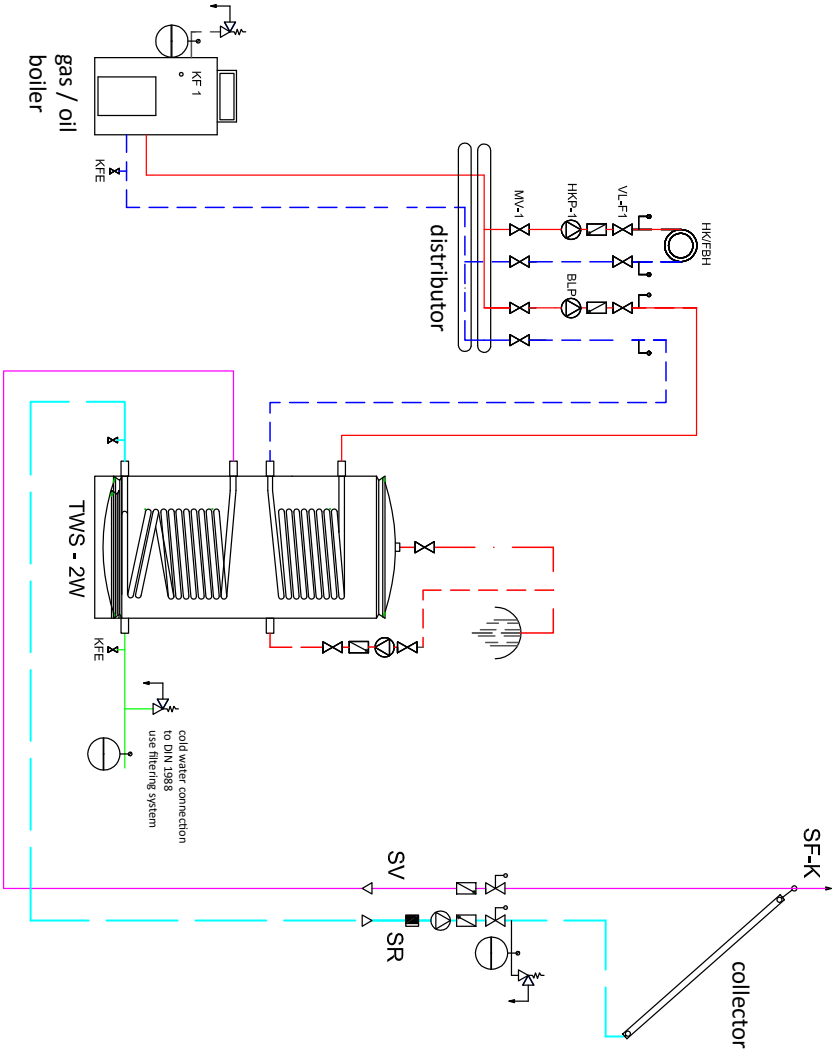 KF 1
gas / oil
boiler
KFE
HK/FBH
VL-F1
HKP-1
MV-1
BLP
distributor
TWS - 2W
KFE
cold water connection
to DIN 1988
use filtering system
SV
SR
SF-K
collector